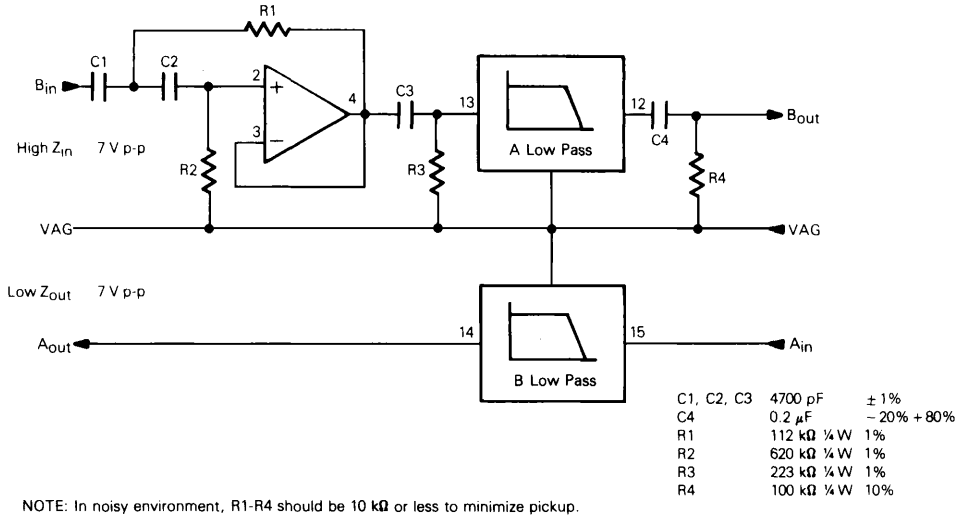 R1
C1
C2
Bin
2
+
4
C3
13
12
Bout
3
−
A Low Pass
C4
High Zin 7 V p-p
R2
R3
R4
VAG
VAG
Low Zout 7 V p-p
14
15
Aout
Ain
B Low Pass
C1, C2, C3 4700 pF ± 1%
C4 0.2 µF − 20% + 80%
R1 112 kΩ ¼ W 1%
R2 620 kΩ ¼ W 1%
R3 223 kΩ ¼ W 1%
R4 100 kΩ ¼ W 10%
NOTE: In noisy environment, R1-R4 should be 10 kΩ or less to minimize pickup.